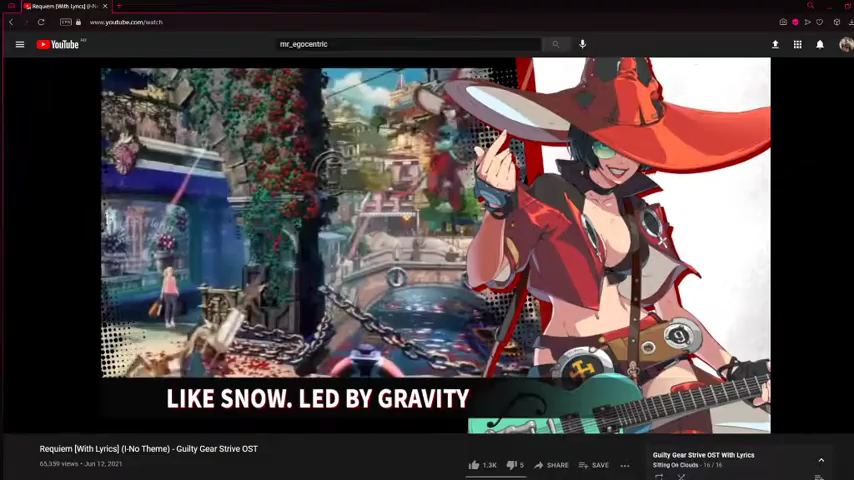 Requiem [With Lyrics] (I-No
www.youtube.com/watch
YouTube
mr_egocentric
LIKE SNOW. LED BY GRAVITY
Requiem [With Lyrics] (I-No Theme) - Guilty Gear Strive OST
65,359 views • Jun 12, 2021
1.3K
5
SHARE
SAVE
Guilty Gear Strive OST With Lyrics
Sitting On Clouds - 16 / 16